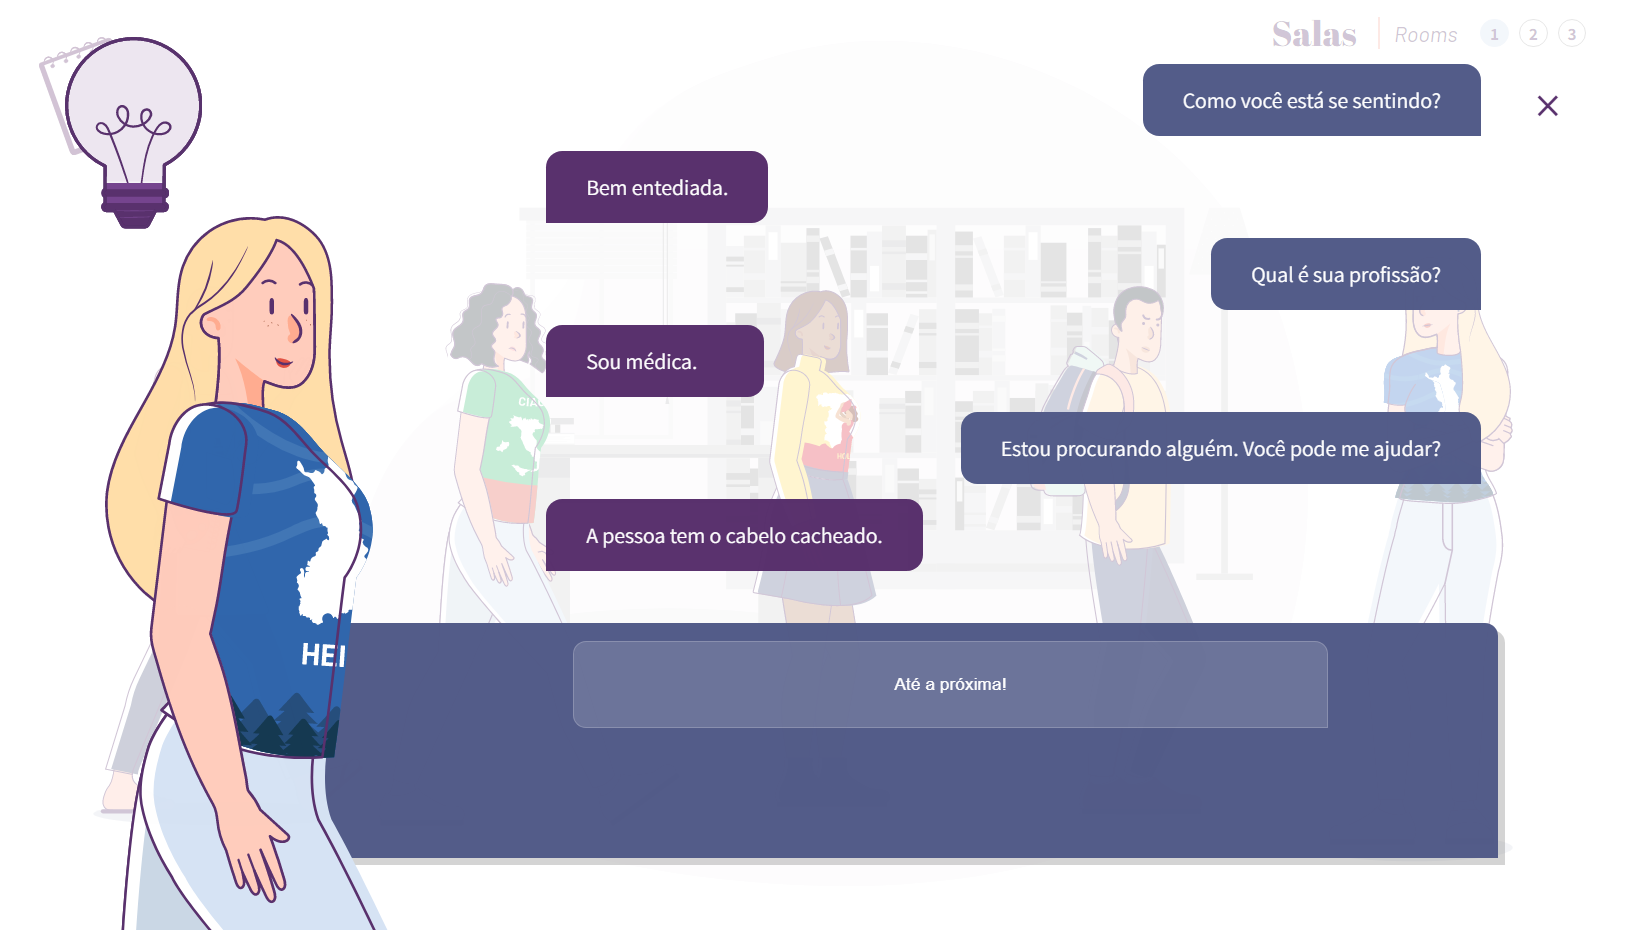 Salas
Rooms
1
2
3
Como você está se sentindo?
Bem entediada.
Qual é sua profissão?
Sou médica.
Estou procurando alguém. Você pode me ajudar?
A pessoa tem o cabelo cacheado.
Até a próxima!